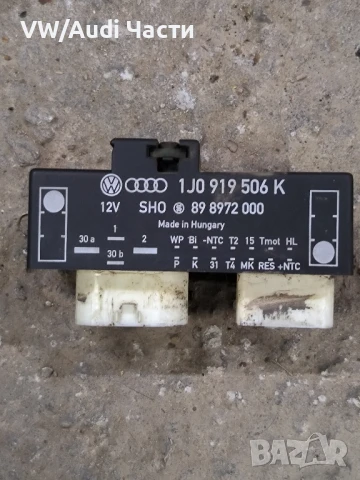 VW/Audi Части
1J0 919 506 K
12V SHO 89 8972 000
Made in Hungary
30 a 1 2 WP Bi -NTC T2 15 Tmot HL
30 b P K 31 T4 MK RES +NTC
BAZAR